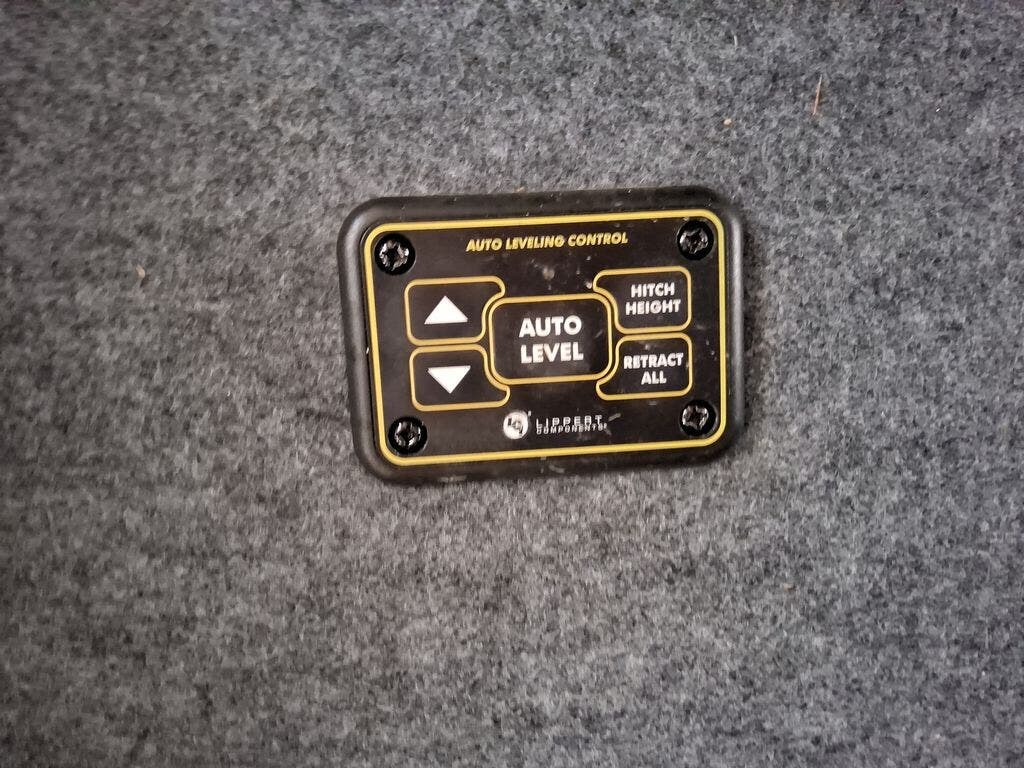 AUTO LEVELING CONTROL
AUTO
LEVEL
HITCH
HEIGHT
RETRACT
ALL
LIPPERT
COMPONENTS